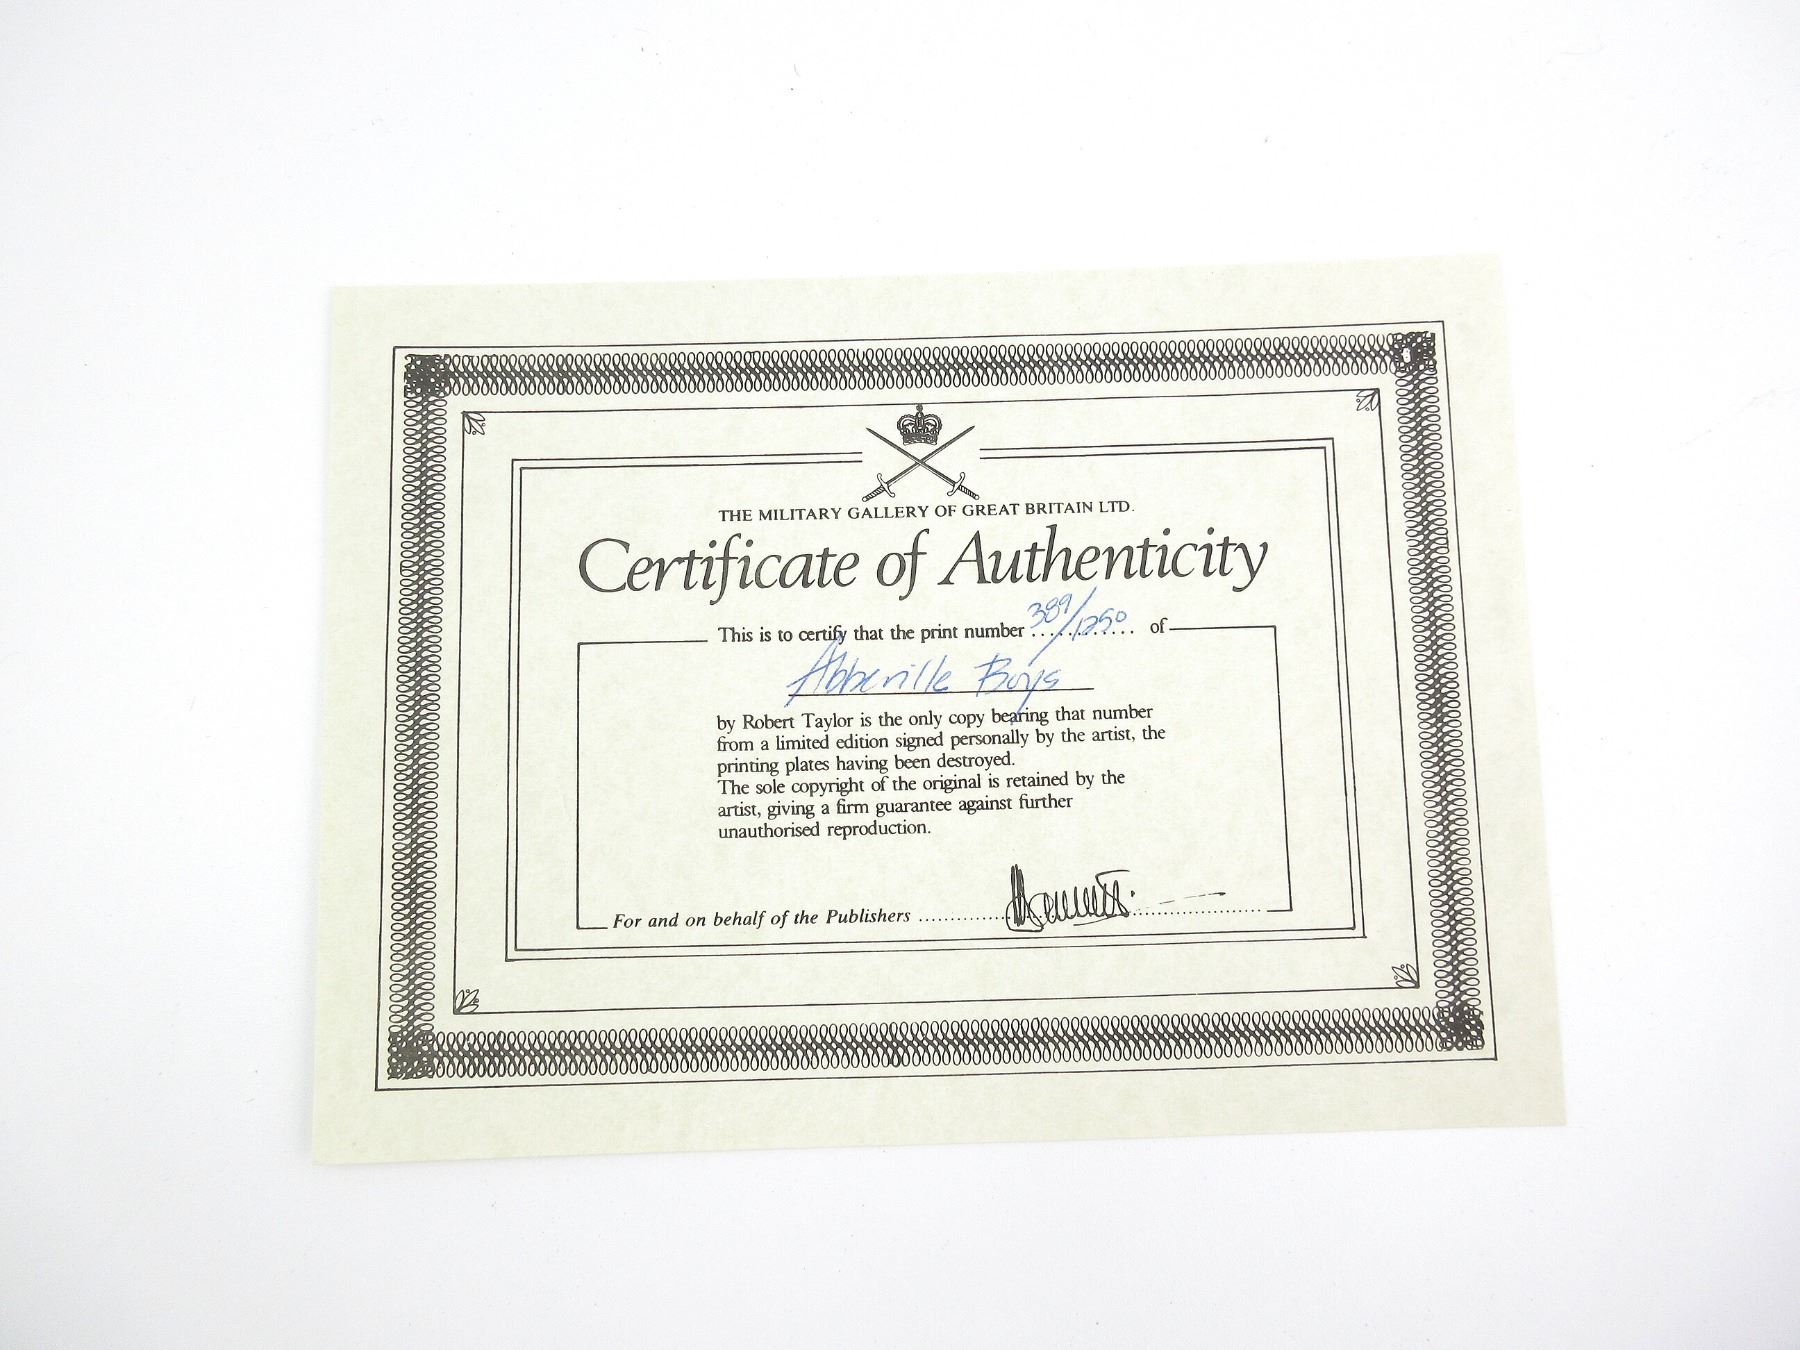 THE MILITARY GALLERY OF GREAT BRITAIN LTD.
Certificate of Authenticity
This is to certify that the print number 389/1250 of
Abbeville Boys
by Robert Taylor is the only copy bearing that number
from a limited edition signed personally by the artist, the
printing plates having been destroyed.
The sole copyright of the original is retained by the
artist, giving a firm guarantee against further
unauthorised reproduction.
For and on behalf of the Publishers